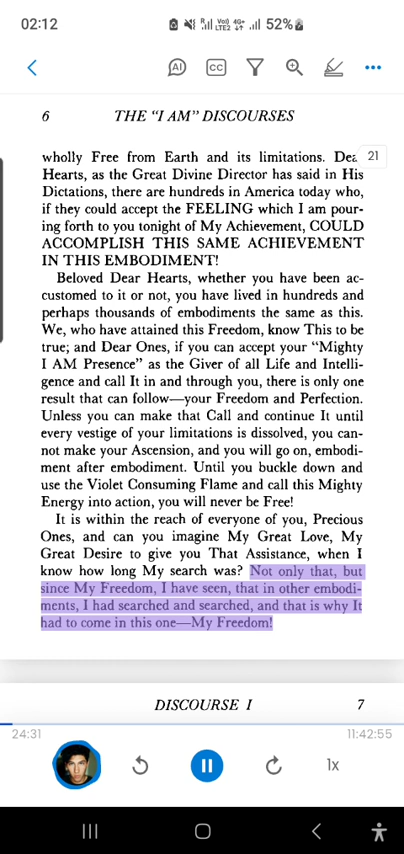 02:12
52%
AI CC
6 THE “I AM” DISCOURSES
21
wholly Free from Earth and its limitations. Dea
Hearts, as the Great Divine Director has said in His
Dictations, there are hundreds in America today who,
if they could accept the FEELING which I am pour-
ing forth to you tonight of My Achievement, COULD
ACCOMPLISH THIS SAME ACHIEVEMENT
IN THIS EMBODIMENT!
Beloved Dear Hearts, whether you have been ac-
customed to it or not, you have lived in hundreds and
perhaps thousands of embodiments the same as this.
We, who have attained this Freedom, know This to be
true; and Dear Ones, if you can accept your “Mighty
I AM Presence” as the Giver of all Life and Intelli-
gence and call It in and through you, there is only one
result that can follow—your Freedom and Perfection.
Unless you can make that Call and continue It until
every vestige of your limitations is dissolved, you can-
not make your Ascension, and you will go on, embodi-
ment after embodiment. Until you buckle down and
use the Violet Consuming Flame and call this Mighty
Energy into action, you will never be Free!
It is within the reach of everyone of you, Precious
Ones, and can you imagine My Great Love, My
Great Desire to give you That Assistance, when I
know how long My search was? Not only that, but
since My Freedom, I have seen, that in other embodi-
ments, I had searched and searched, and that is why It
had to come in this one—My Freedom!
DISCOURSE I 7
24:31 11:42:55
1x